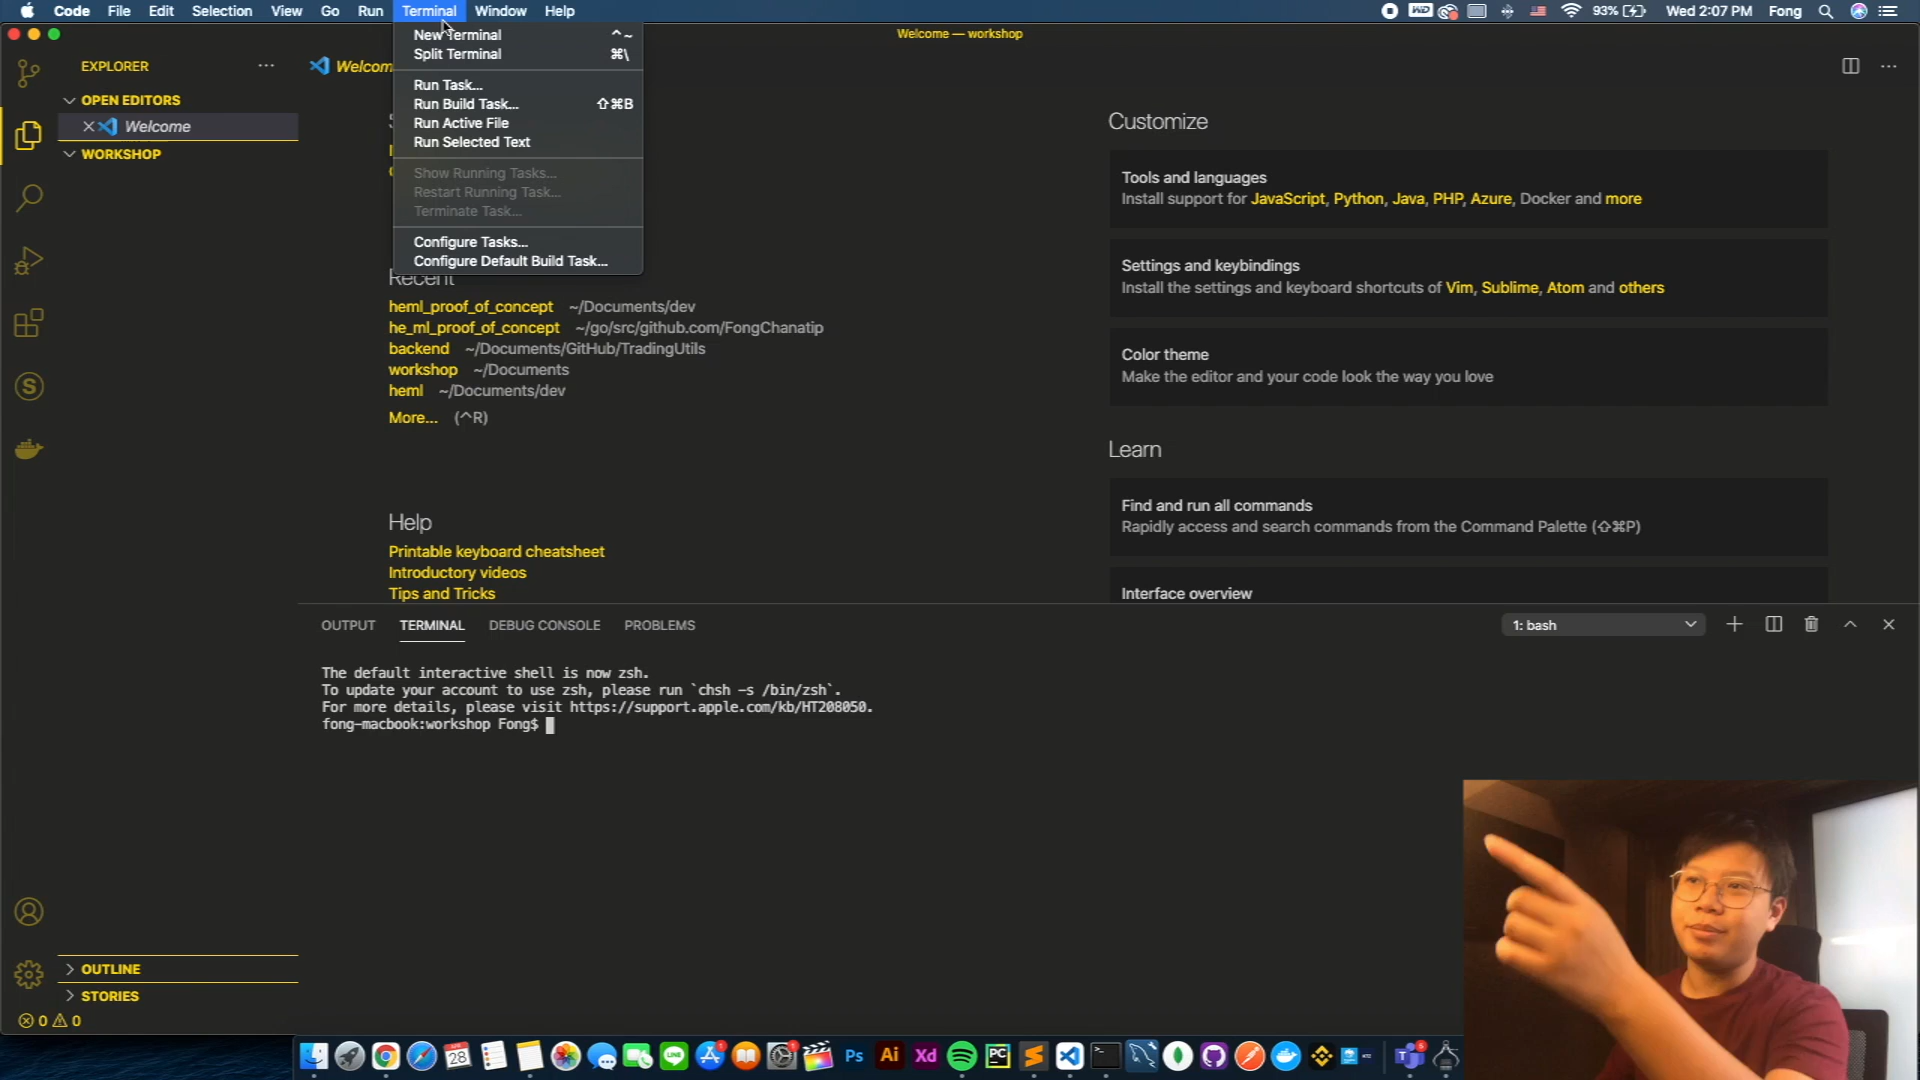 Code File Edit Selection View Go Run Terminal Window Help
93% Wed 2:07 PM Fong
Welcome — workshop
New Terminal ⌃~
Split Terminal ⌘\
Run Task...
Run Build Task... ⇧⌘B
Run Active File
Run Selected Text
Show Running Tasks...
Restart Running Task...
Terminate Task...
Configure Tasks...
Configure Default Build Task...
EXPLORER
OPEN EDITORS
Welcome
WORKSHOP
Recent
heml_proof_of_concept ~/Documents/dev
he_ml_proof_of_concept ~/go/src/github.com/FongChanatip
backend ~/Documents/GitHub/TradingUtils
workshop ~/Documents
heml ~/Documents/dev
More... (^R)
Help
Printable keyboard cheatsheet
Introductory videos
Tips and Tricks
Customize
Tools and languages
Install support for JavaScript, Python, Java, PHP, Azure, Docker and more
Settings and keybindings
Install the settings and keyboard shortcuts of Vim, Sublime, Atom and others
Color theme
Make the editor and your code look the way you love
Learn
Find and run all commands
Rapidly access and search commands from the Command Palette (⇧⌘P)
Interface overview
OUTPUT TERMINAL DEBUG CONSOLE PROBLEMS
1: bash
The default interactive shell is now zsh.
To update your account to use zsh, please run `chsh -s /bin/zsh`.
For more details, please visit https://support.apple.com/kb/HT208050.
fong-macbook:workshop Fong$
OUTLINE
STORIES
0 0
28
LINE
Ps Ai Xd
PC